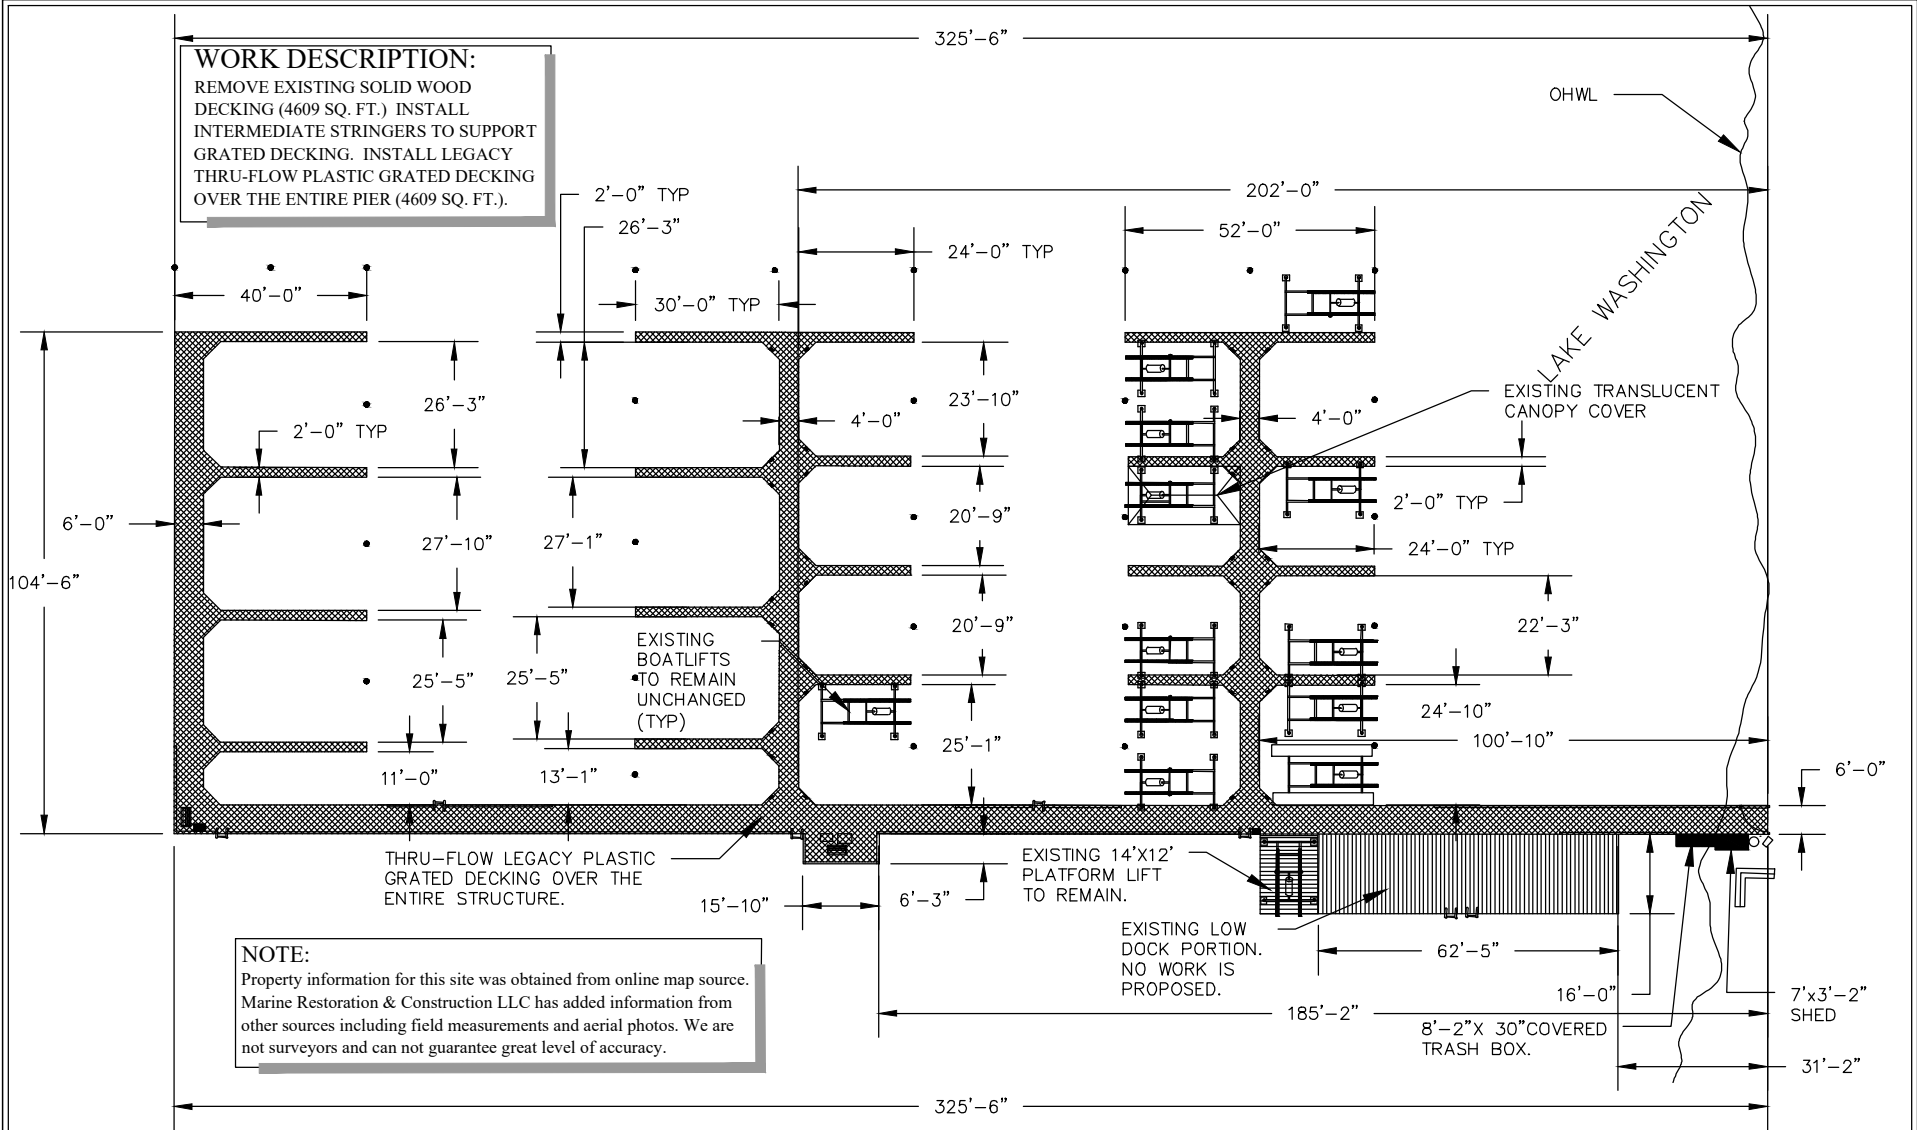 325'-6"
WORK DESCRIPTION:
REMOVE EXISTING SOLID WOOD
DECKING (4609 SQ. FT.) INSTALL
INTERMEDIATE STRINGERS TO SUPPORT
GRATED DECKING. INSTALL LEGACY
THRU-FLOW PLASTIC GRATED DECKING
OVER THE ENTIRE PIER (4609 SQ. FT.).
OHWL
2'-0" TYP
202'-0"
26'-3"
52'-0"
24'-0" TYP
LAKE WASHINGTON
40'-0"
30'-0" TYP
EXISTING TRANSLUCENT
CANOPY COVER
26'-3"
23'-10"
2'-0" TYP
4'-0"
4'-0"
2'-0" TYP
6'-0"
27'-10"
27'-1"
20'-9"
24'-0" TYP
104'-6"
20'-9"
22'-3"
EXISTING
BOATLIFTS
TO REMAIN
UNCHANGED
(TYP)
25'-5"
25'-5"
24'-10"
25'-1"
100'-10"
11'-0"
13'-1"
6'-0"
THRU-FLOW LEGACY PLASTIC
GRATED DECKING OVER THE
ENTIRE STRUCTURE.
EXISTING 14'X12'
PLATFORM LIFT
TO REMAIN.
15'-10"
6'-3"
EXISTING LOW
DOCK PORTION.
NO WORK IS
PROPOSED.
62'-5"
NOTE:
Property information for this site was obtained from online map source.
Marine Restoration & Construction LLC has added information from
other sources including field measurements and aerial photos. We are
not surveyors and can not guarantee great level of accuracy.
16'-0"
7'x3'-2"
SHED
185'-2"
8'-2"X 30"COVERED
TRASH BOX.
31'-2"
325'-6"